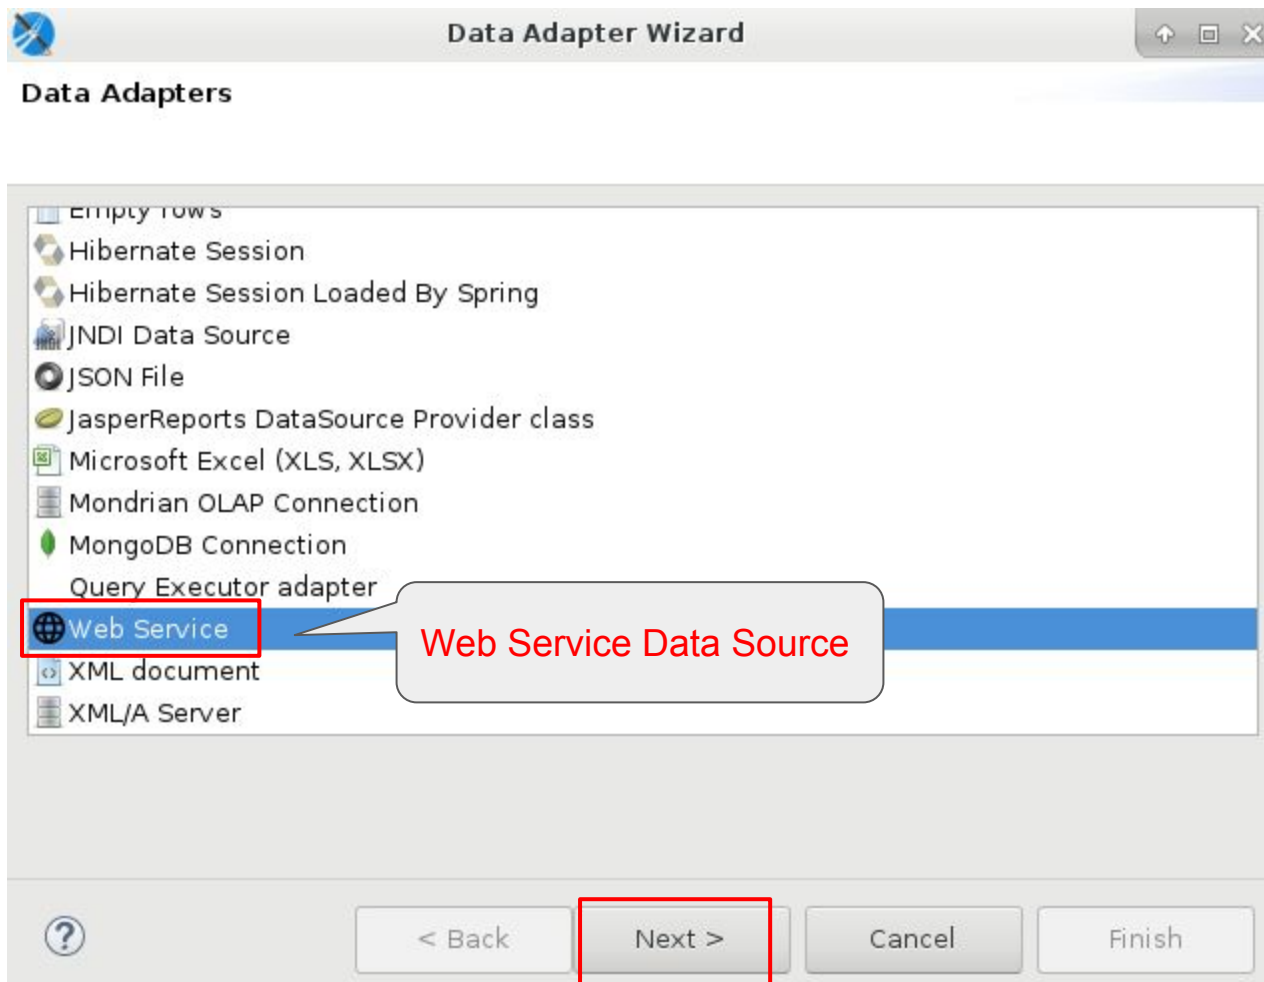 Data Adapter Wizard
Data Adapters
Empty rows
Hibernate Session
Hibernate Session Loaded By Spring
JNDI Data Source
JSON File
JasperReports DataSource Provider class
Microsoft Excel (XLS, XLSX)
Mondrian OLAP Connection
MongoDB Connection
Query Executor adapter
Web Service
Web Service Data Source
XML document
XML/A Server
? < Back Next > Cancel Finish